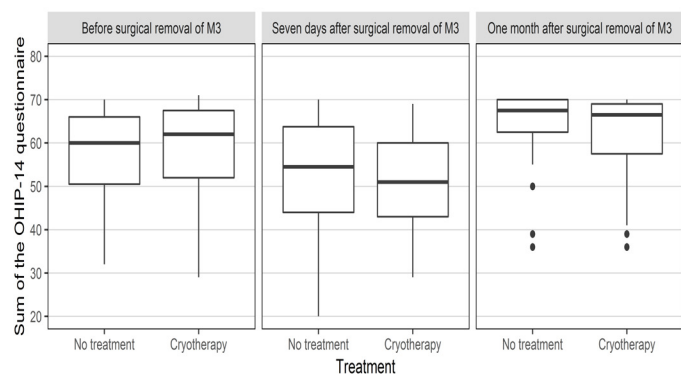 Before surgical removal of M3
Seven days after surgical removal of M3
One month after surgical removal of M3
Sum of the OHIP-14 questionnaire
80
70
60
50
40
30
20
No treatment
Cryotherapy
No treatment
Cryotherapy
No treatment
Cryotherapy
Treatment